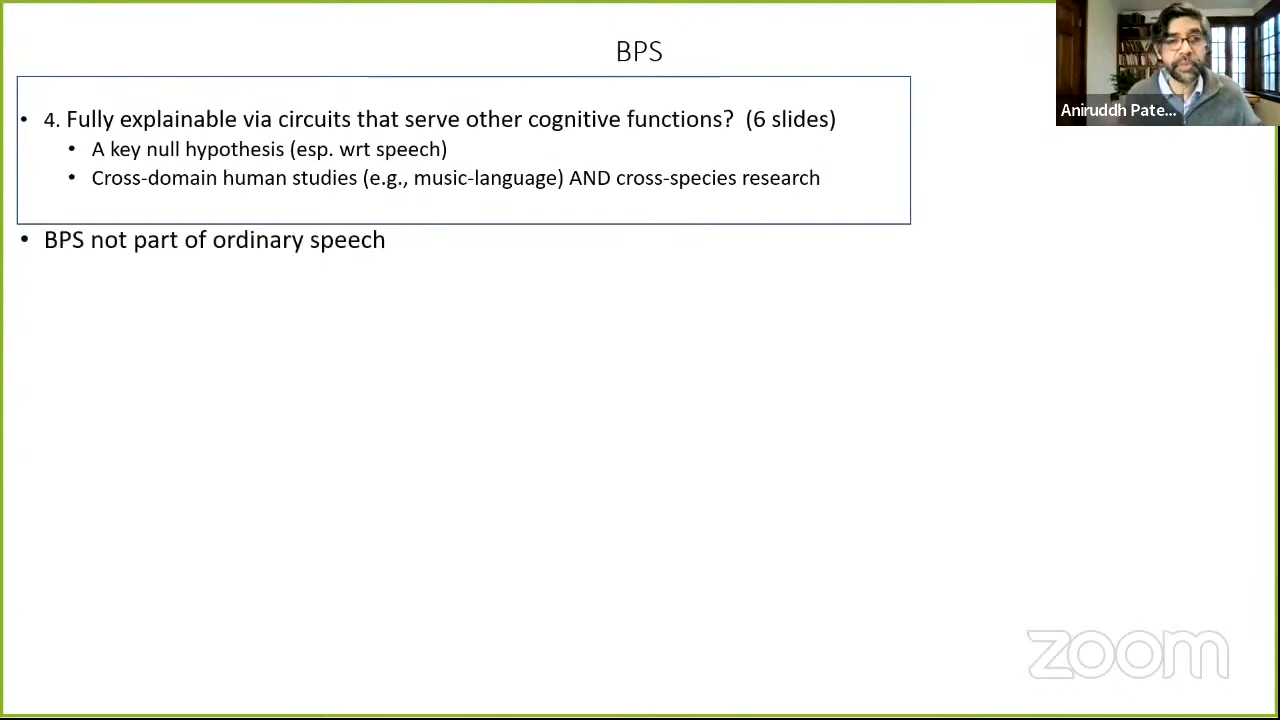 BPS
• 4. Fully explainable via circuits that serve other cognitive functions? (6 slides)
• A key null hypothesis (esp. wrt speech)
• Cross-domain human studies (e.g., music-language) AND cross-species research
• BPS not part of ordinary speech
Aniruddh Pate...
zoom